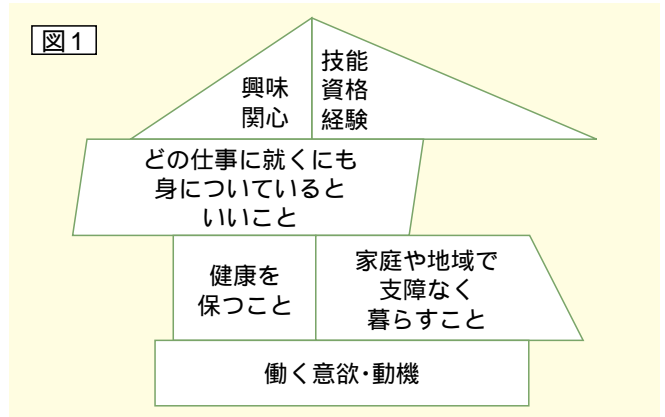 図1
興味
関心
技能
資格
経験
どの仕事に就くにも
身についていると
いいこと
健康を
保つこと
家庭や地域で
支障なく
暮らすこと
働く意欲・動機